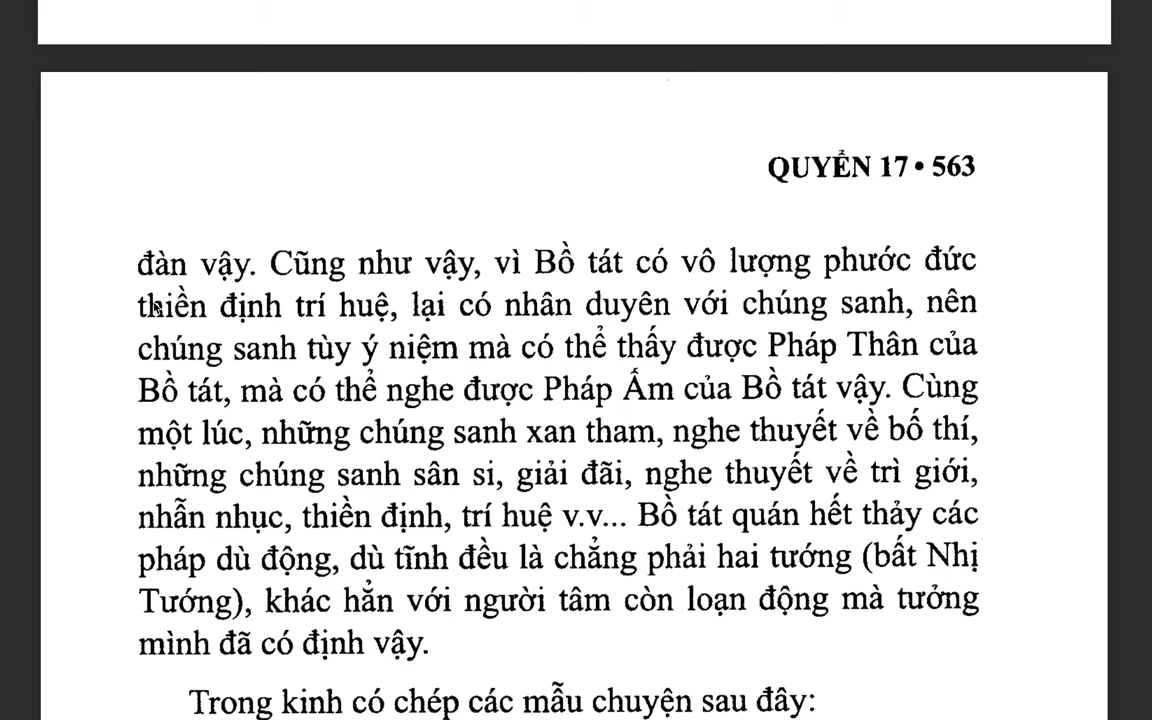 QUYỂN 17 • 563
đàn vậy. Cũng như vậy, vì Bồ tát có vô lượng phước đức
thiền định trí huệ, lại có nhân duyên với chúng sanh, nên
chúng sanh tùy ý niệm mà có thể thấy được Pháp Thân của
Bồ tát, mà có thể nghe được Pháp Ấm của Bồ tát vậy. Cùng
một lúc, những chúng sanh xan tham, nghe thuyết về bố thí,
những chúng sanh sân si, giải đãi, nghe thuyết về trì giới,
nhẫn nhục, thiền định, trí huệ v.v... Bồ tát quán hết thảy các
pháp dù động, dù tĩnh đều là chẳng phải hai tướng (bất Nhị
Tướng), khác hẳn với người tâm còn loạn động mà tưởng
mình đã có định vậy.
Trong kinh có chép các mẫu chuyện sau đây: